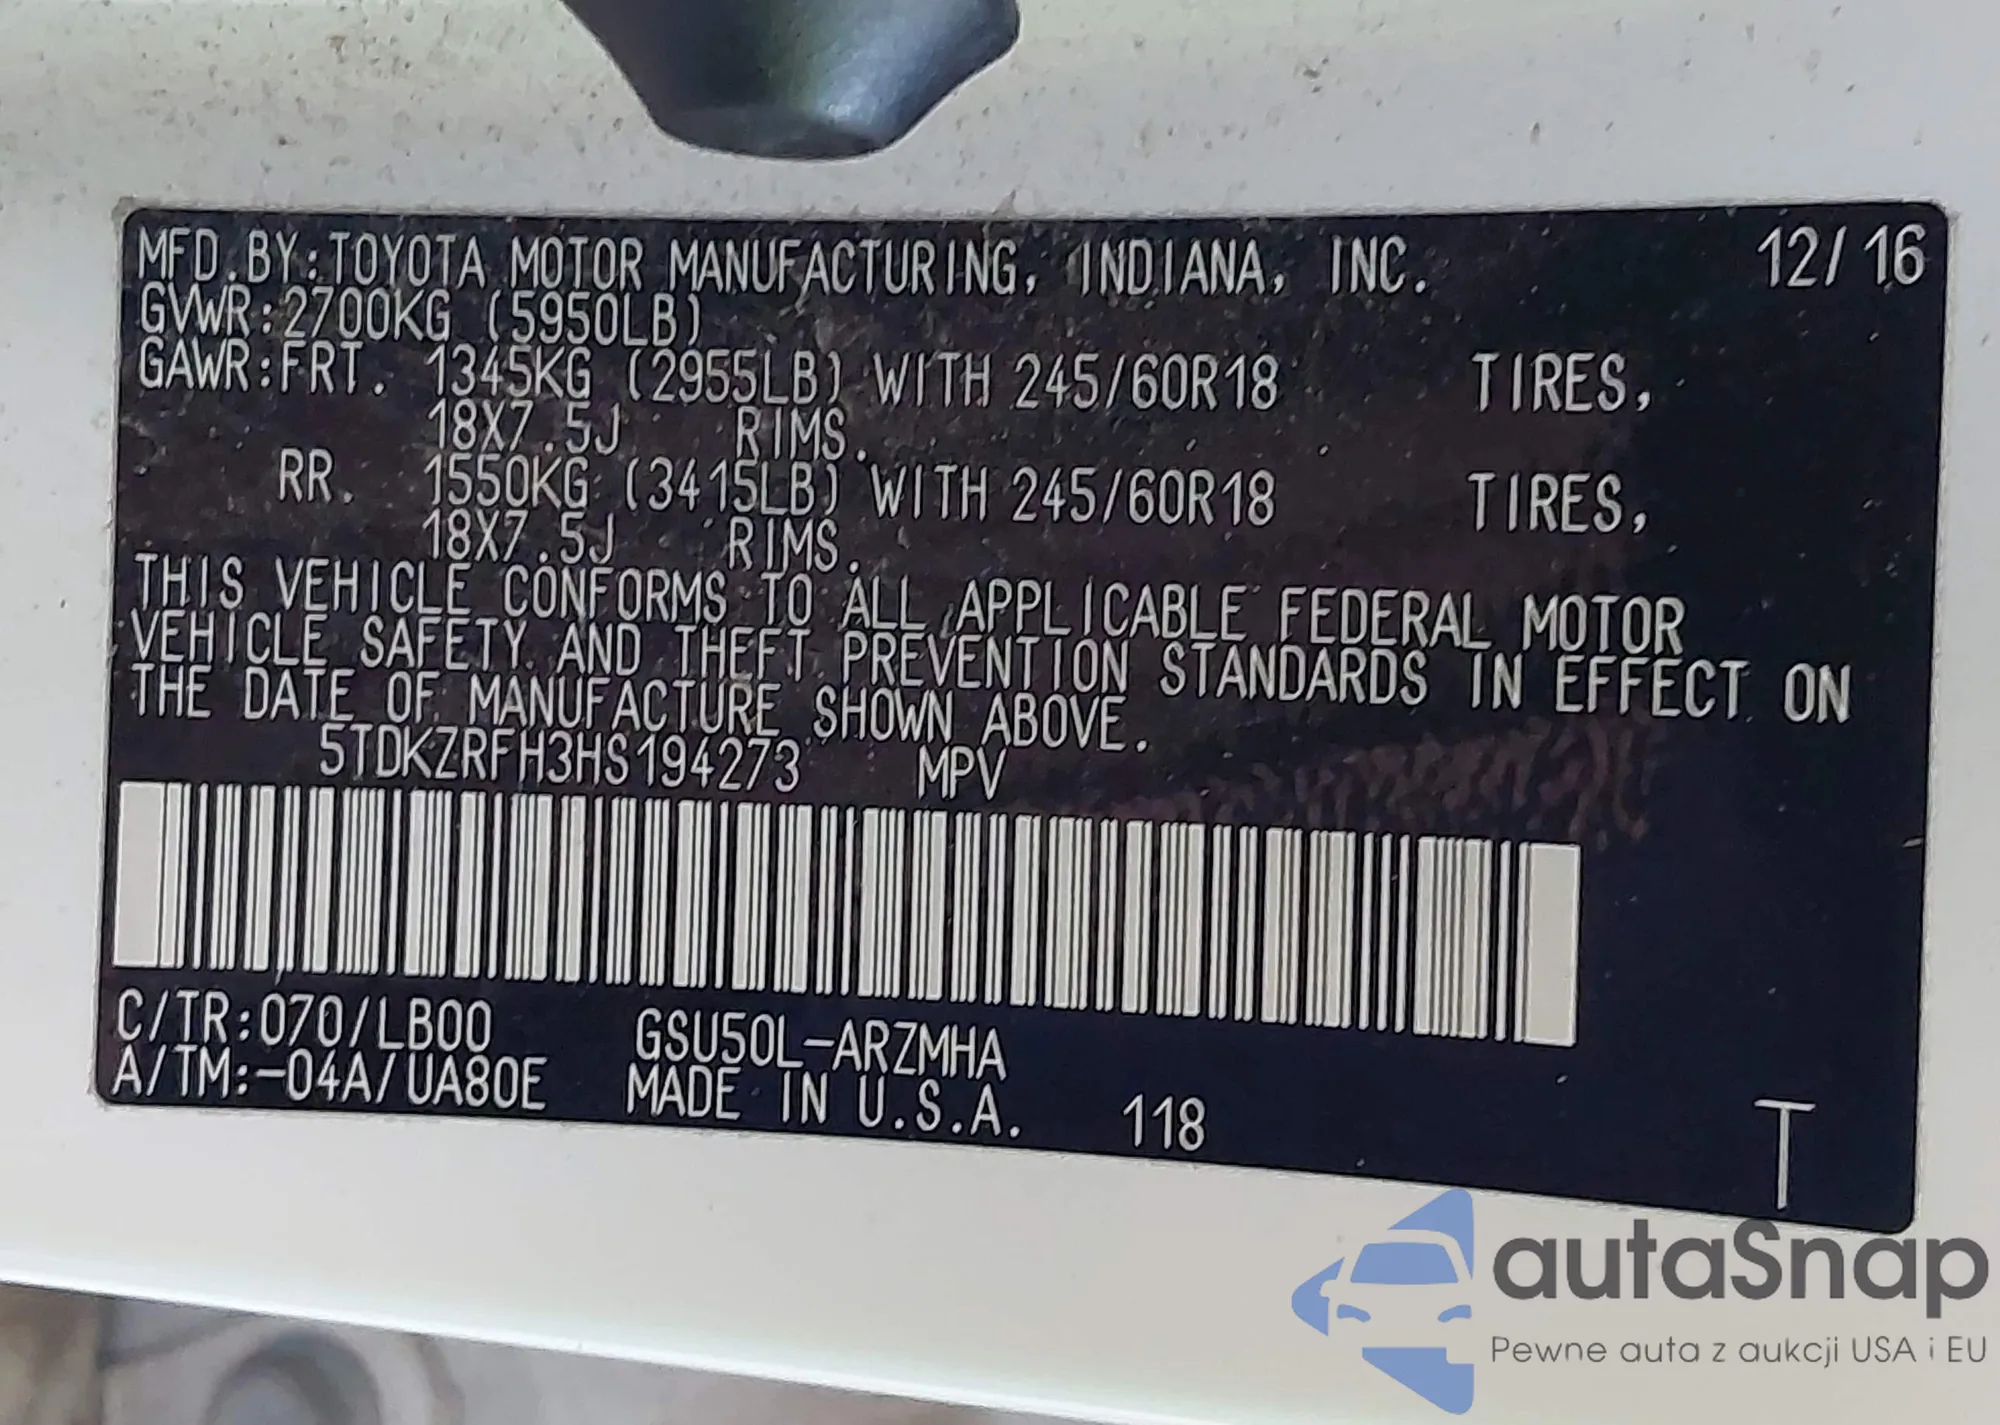 MFD.BY:TOYOTA MOTOR MANUFACTURING, INDIANA, INC. 12/16
GVWR:2700KG (5950LB)
GAWR:FRT. 1345KG (2955LB) WITH 245/60R18 TIRES,
18X7.5J RIMS.
RR. 1550KG (3415LB) WITH 245/60R18 TIRES,
18X7.5J RIMS.
THIS VEHICLE CONFORMS TO ALL APPLICABLE FEDERAL MOTOR
VEHICLE SAFETY AND THEFT PREVENTION STANDARDS IN EFFECT ON
THE DATE OF MANUFACTURE SHOWN ABOVE.
5TDKZRFH3HS194273 MPV
C/TR:070/LB00 GSU50L-ARZMHA
A/TM:-04A/UA80E MADE IN U.S.A. 118 T
autaSnap
Pewne auta z aukcji USA i EU